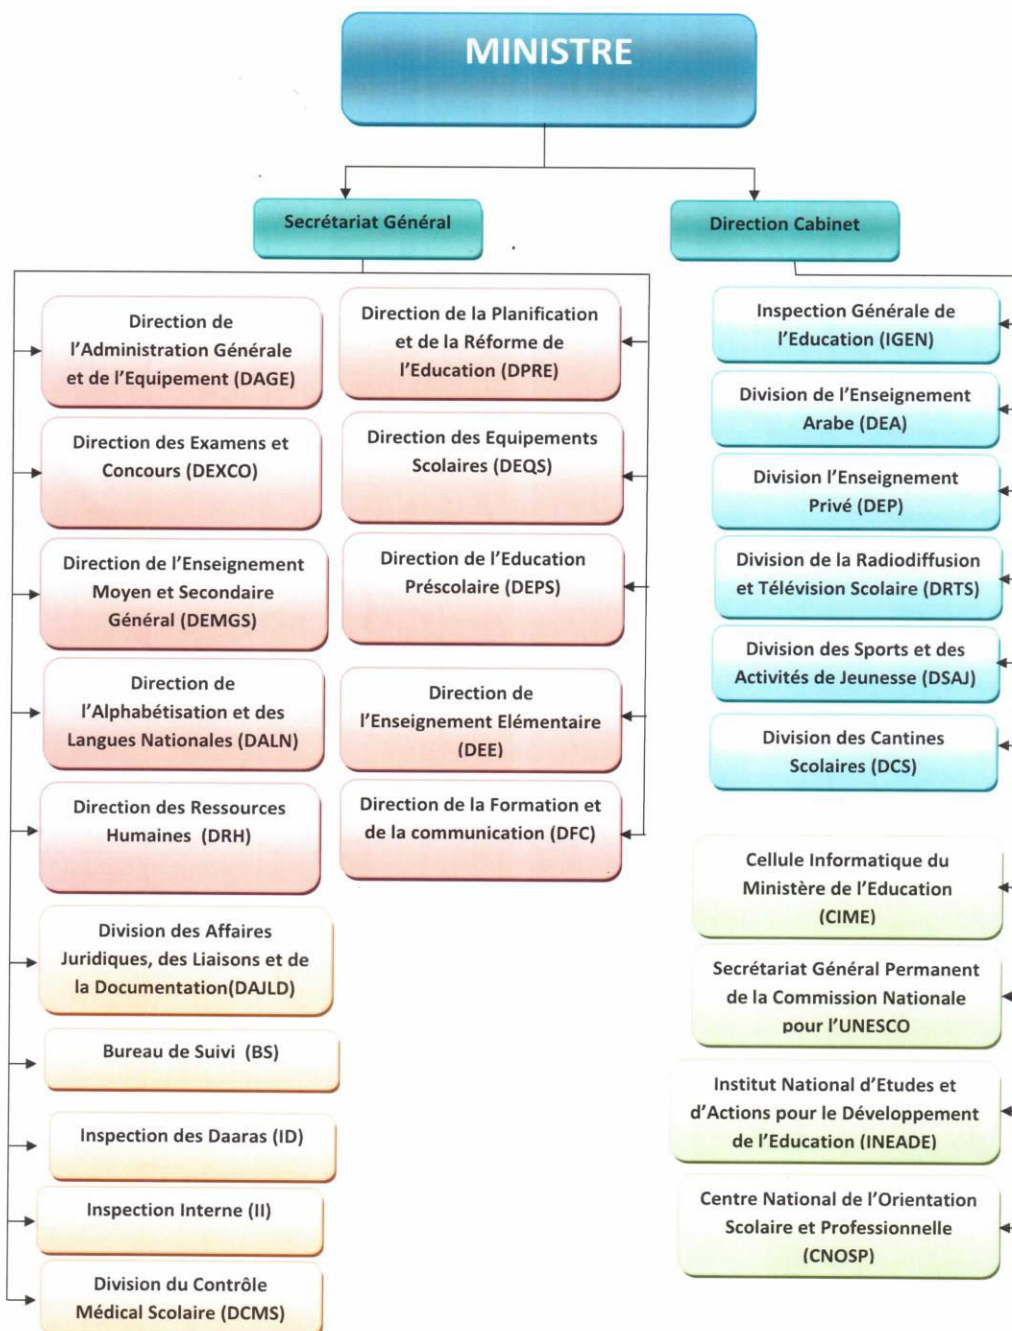 MINISTRE
Secrétariat Général
Direction Cabinet
Direction de
l'Administration Générale
et de l'Equipement (DAGE)
Direction des Examens et
Concours (DEXCO)
Direction de l'Enseignement
Moyen et Secondaire
Général (DEMGS)
Direction de
l'Alphabétisation et des
Langues Nationales (DALN)
Direction des Ressources
Humaines (DRH)
Division des Affaires
Juridiques, des Liaisons et de
la Documentation(DAJLD)
Bureau de Suivi (BS)
Inspection des Daaras (ID)
Inspection Interne (II)
Division du Contrôle
Médical Scolaire (DCMS)
Direction de la Planification
et de la Réforme de
l'Education (DPRE)
Direction des Equipements
Scolaires (DEQS)
Direction de l'Education
Préscolaire (DEPS)
Direction de
l'Enseignement Elémentaire
(DEE)
Direction de la Formation et
de la communication (DFC)
Inspection Générale de
l'Education (IGEN)
Division de l'Enseignement
Arabe (DEA)
Division l'Enseignement
Privé (DEP)
Division de la Radiodiffusion
et Télévision Scolaire (DRTS)
Division des Sports et des
Activités de Jeunesse (DSAJ)
Division des Cantines
Scolaires (DCS)
Cellule Informatique du
Ministère de l'Education
(CIME)
Secrétariat Général Permanent
de la Commission Nationale
pour l'UNESCO
Institut National d'Etudes et
d'Actions pour le Développement
de l'Education (INEADE)
Centre National de l'Orientation
Scolaire et Professionnelle
(CNOSP)